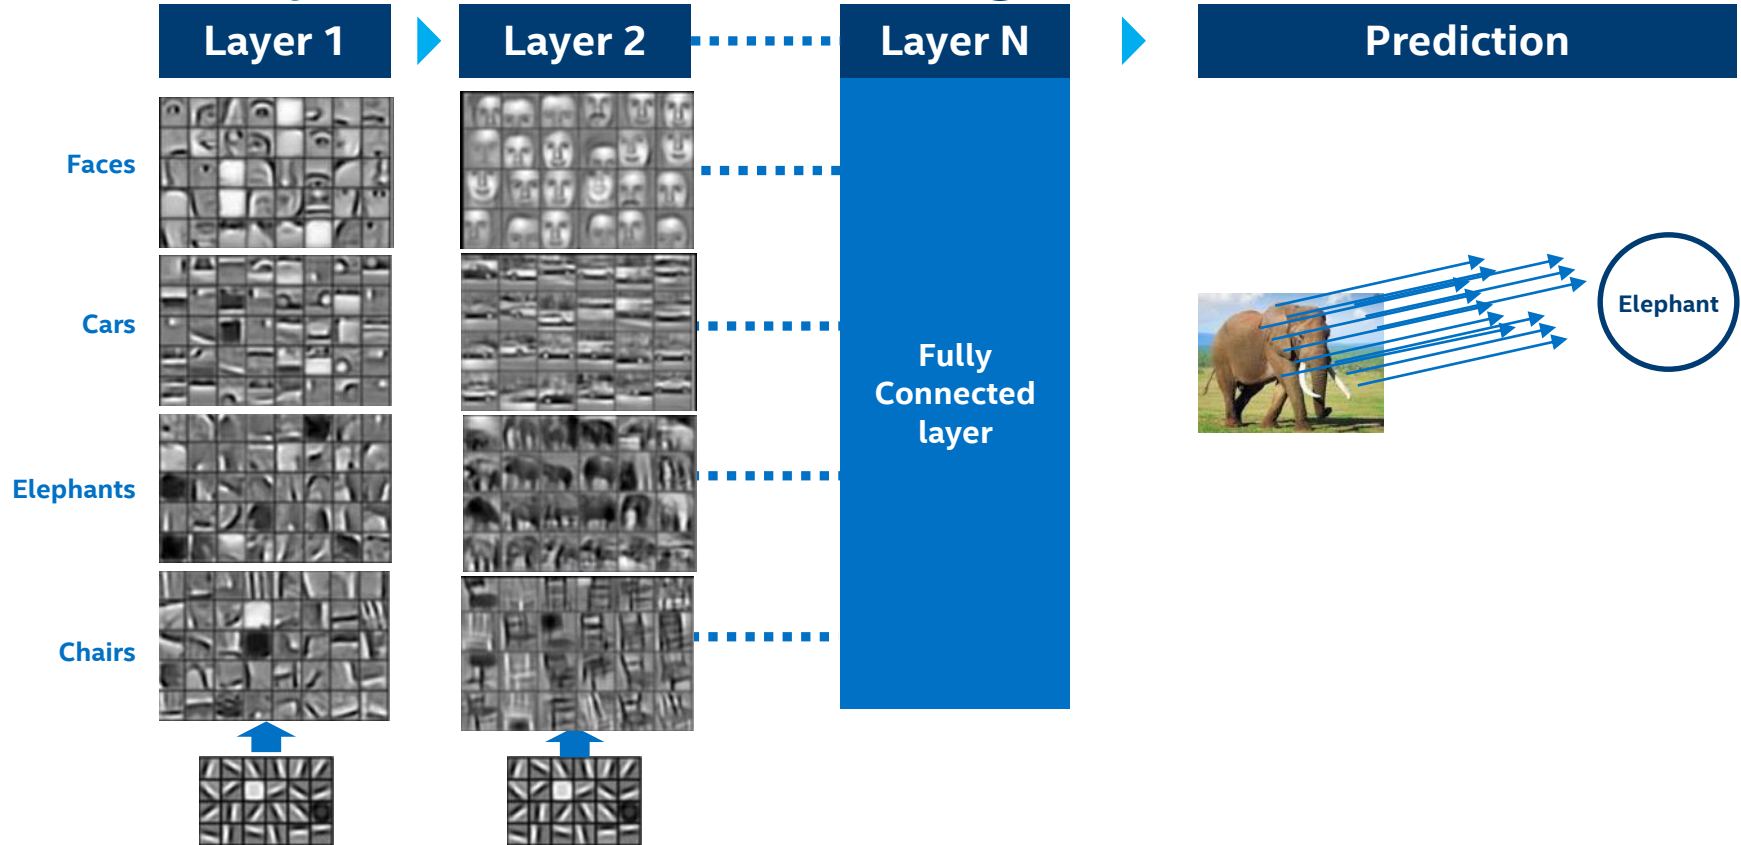 Layer 1
Layer 2
Layer N
Prediction
Faces
Cars
Elephants
Chairs
Fully
Connected
layer
Elephant